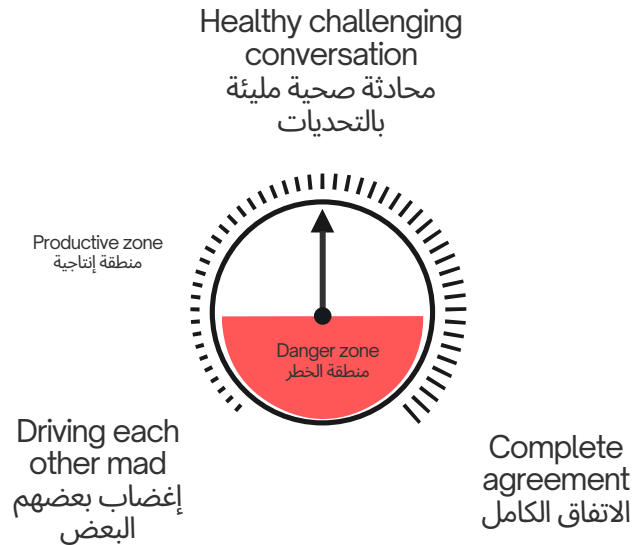 Healthy challenging
conversation
محادثة صحية مليئة
بالتحديات
Productive zone
منطقة إنتاجية
Danger zone
منطقة الخطر
Driving each
other mad
إغضاب بعضهم
البعض
Complete
agreement
الاتفاق الكامل